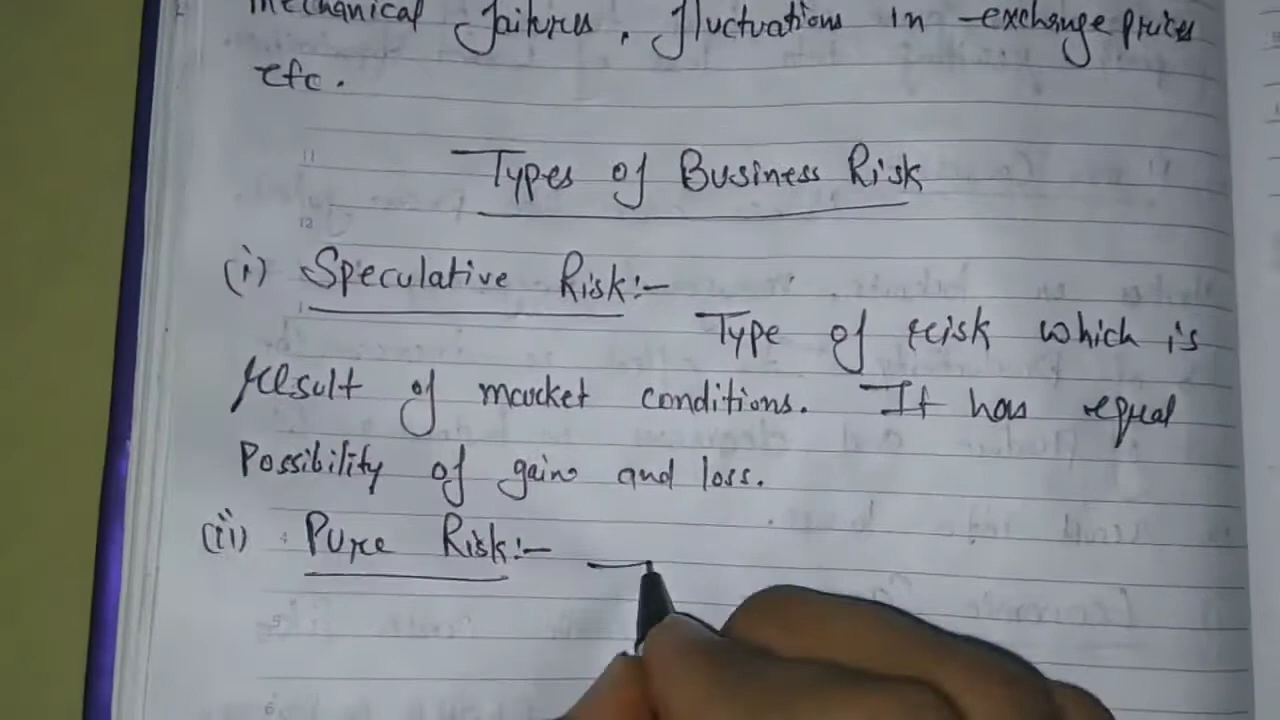 mechanical failures, fluctuations in exchange prices
etc.
Types of Business Risk
(i) Speculative Risk:-
Type of risk which is
result of market conditions. It has equal
Possibility of gains and loss.
(ii) Pure Risk:-